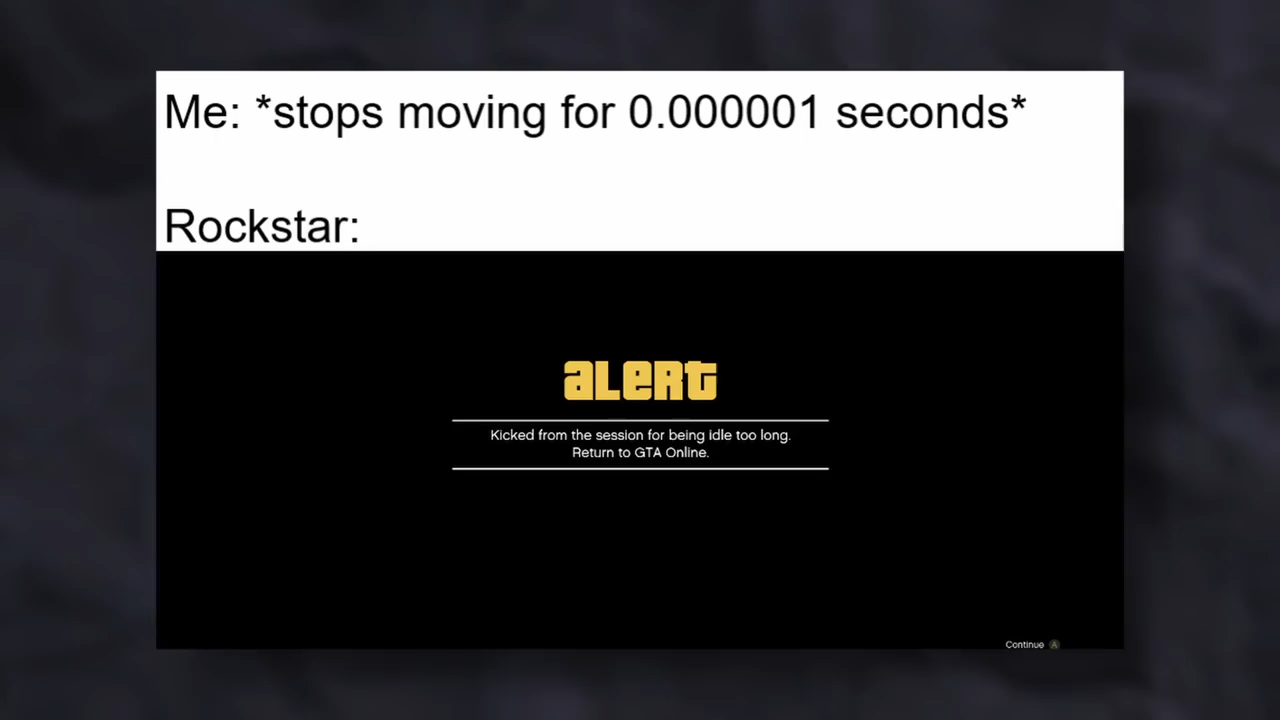 Me: *stops moving for 0.000001 seconds*
Rockstar:
aLeRt
Kicked from the session for being idle too long.
Return to GTA Online.
Continue A